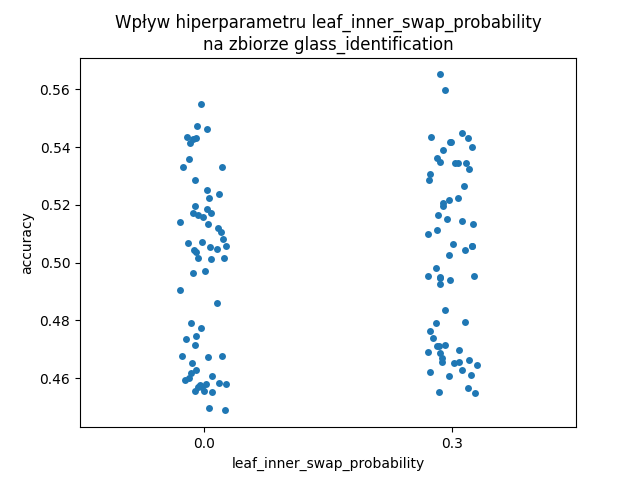 Wpływ hiperparametru leaf_inner_swap_probability
na zbiorze glass_identification
0.56
0.54
0.52
0.50
0.48
0.46
accuracy
0.0
0.3
leaf_inner_swap_probability